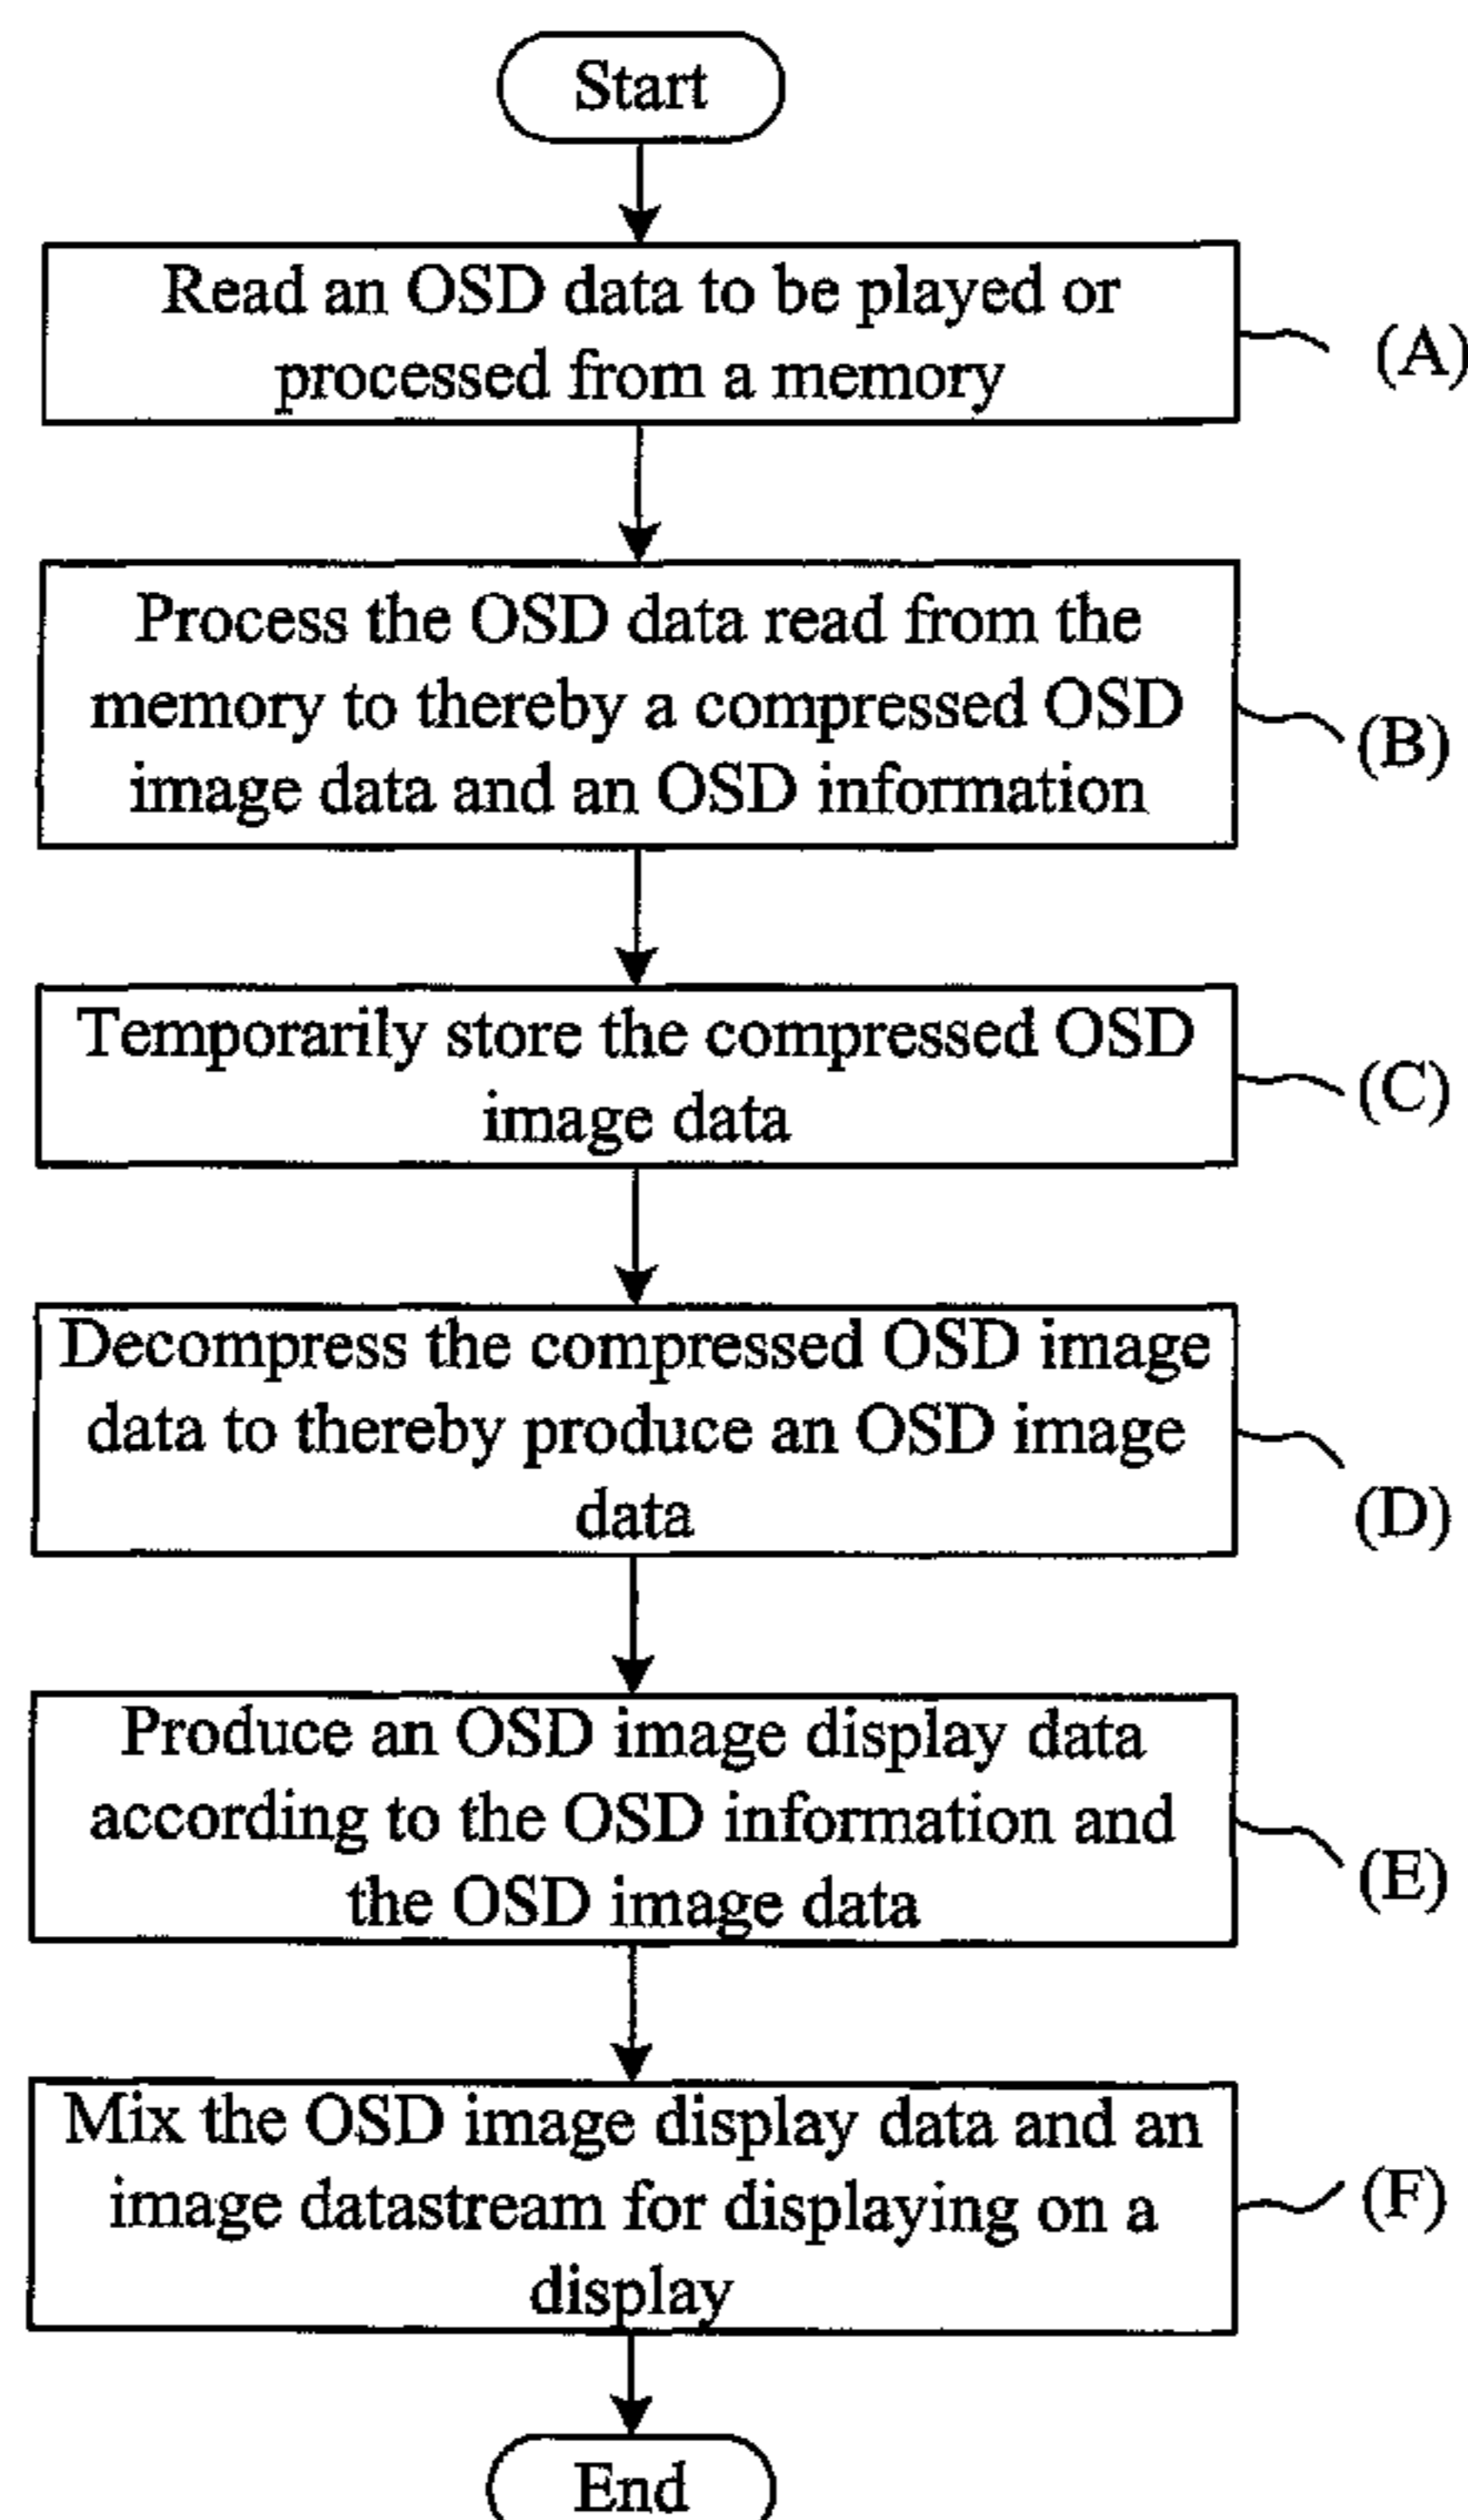 Start
Read an OSD data to be played or
processed from a memory
(A)
Process the OSD data read from the
memory to thereby a compressed OSD
image data and an OSD information
(B)
Temporarily store the compressed OSD
image data
(C)
Decompress the compressed OSD image
data to thereby produce an OSD image
data
(D)
Produce an OSD image display data
according to the OSD information and
the OSD image data
(E)
Mix the OSD image display data and an
image datastream for displaying on a
display
(F)
End